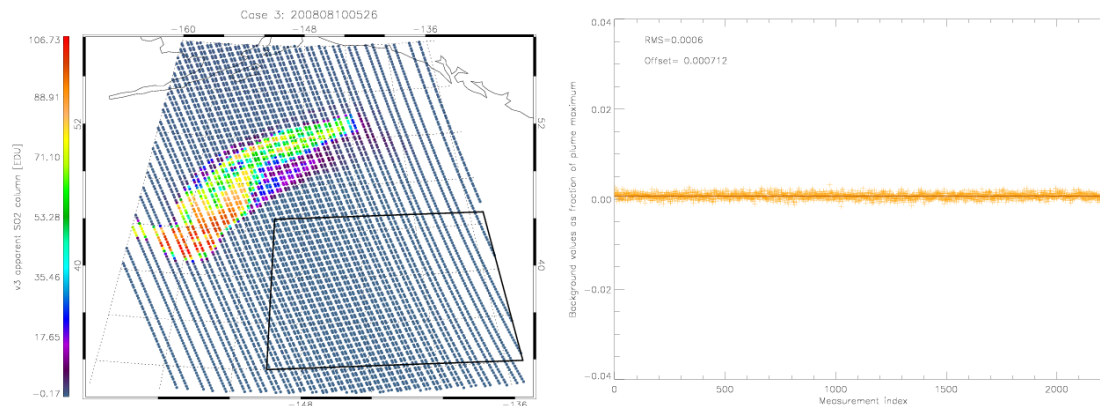 Case 3: 200808100526
−160 −148 −136
106.73
88.91
71.10
53.28
35.46
17.65
−0.17
v3 apparent SO2 column [EDU]
52 52
40 40
−148 −136
RMS=0.0006
Offset= 0.000712
0.04
0.02
0.00
−0.02
−0.04
Background values as fraction of plume maximum
0 500 1000 1500 2000
Measurement index